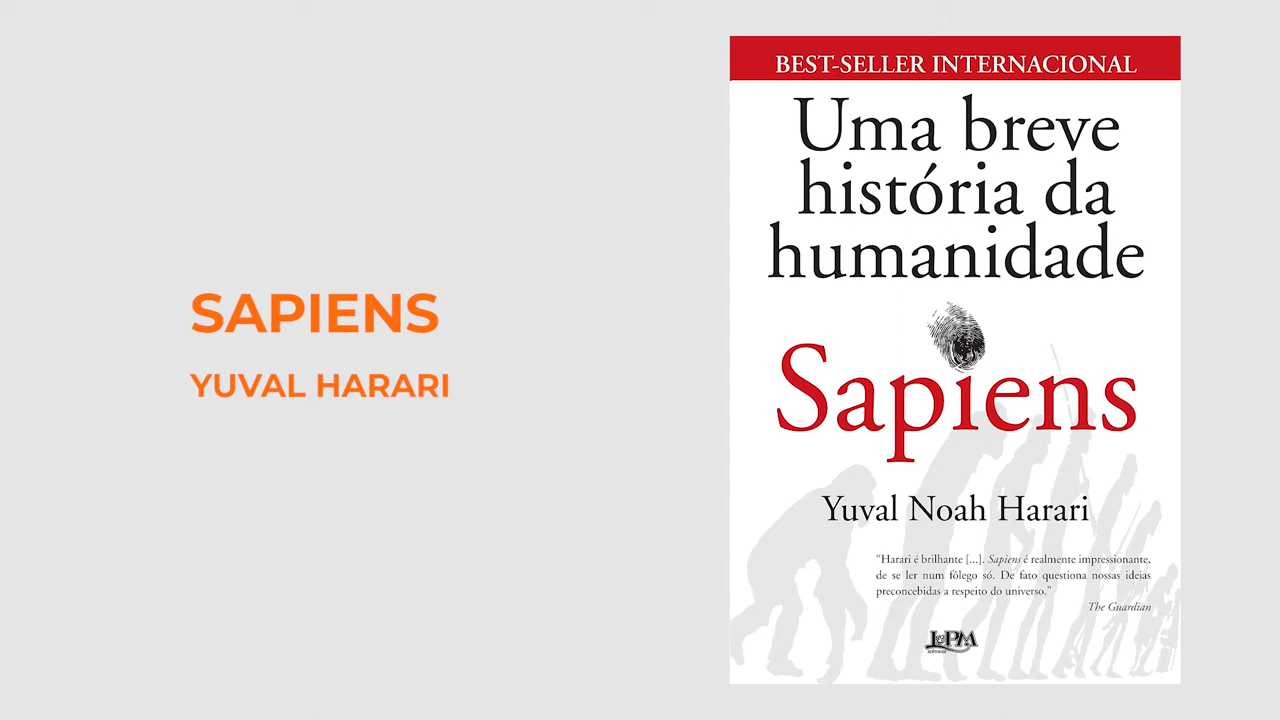 SAPIENS
YUVAL HARARI
BEST-SELLER INTERNACIONAL
Uma breve
história da
humanidade
Sapiens
Yuval Noah Harari
“Harari é brilhante [...]. Sapiens é realmente impressionante,
de se ler num fôlego só. De fato questiona nossas ideias
preconcebidas a respeito do universo.”
The Guardian
L&PM
EDITORES